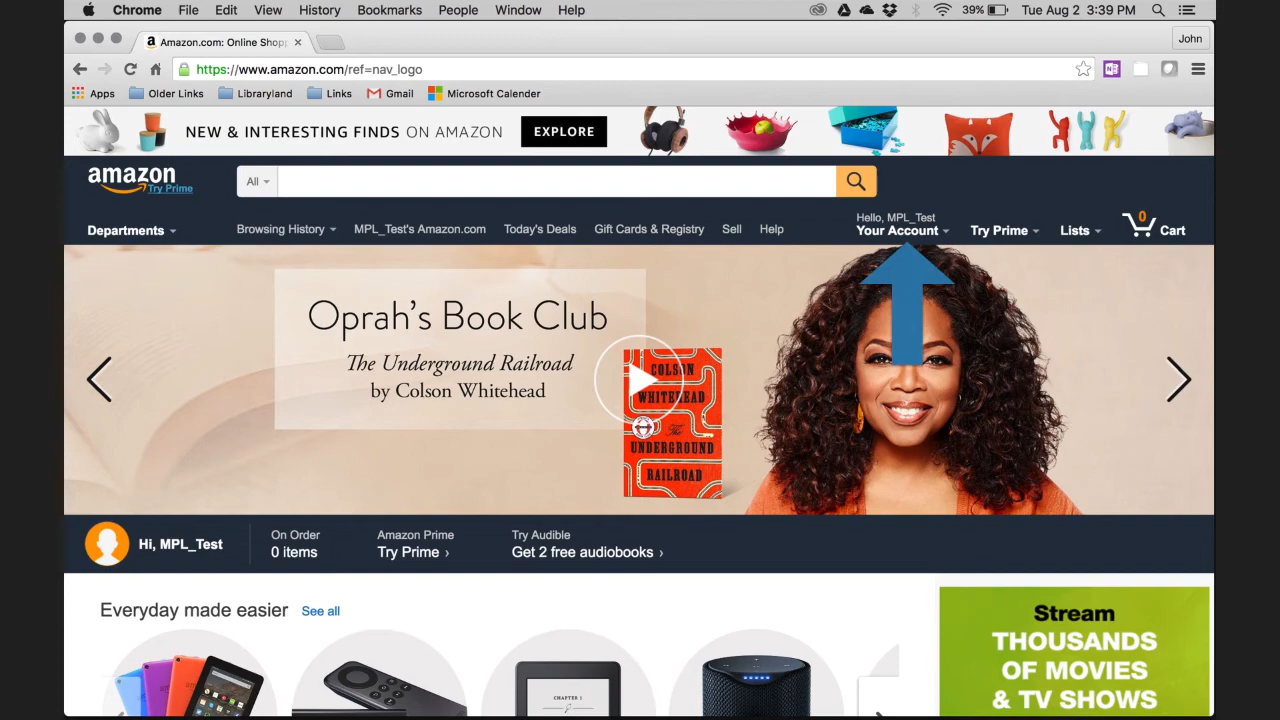 Chrome File Edit View History Bookmarks People Window Help 39% Tue Aug 2 3:39 PM
Amazon.com: Online Shopp John
https://www.amazon.com/ref=nav_logo
Apps Older Links Libraryland Links Gmail Microsoft Calender
NEW & INTERESTING FINDS ON AMAZON EXPLORE
amazon
Try Prime
All
Hello, MPL_Test
Departments Browsing History MPL_Test's Amazon.com Today's Deals Gift Cards & Registry Sell Help Your Account Try Prime Lists 0 Cart
Oprah's Book Club
The Underground Railroad
by Colson Whitehead
COLSON
WHITEHEAD
The
UNDERGROUND
RAILROAD
Hi, MPL_Test
On Order
0 items
Amazon Prime
Try Prime ›
Try Audible
Get 2 free audiobooks ›
Everyday made easier See all
CHAPTER 1
Stream
THOUSANDS
OF MOVIES
& TV SHOWS